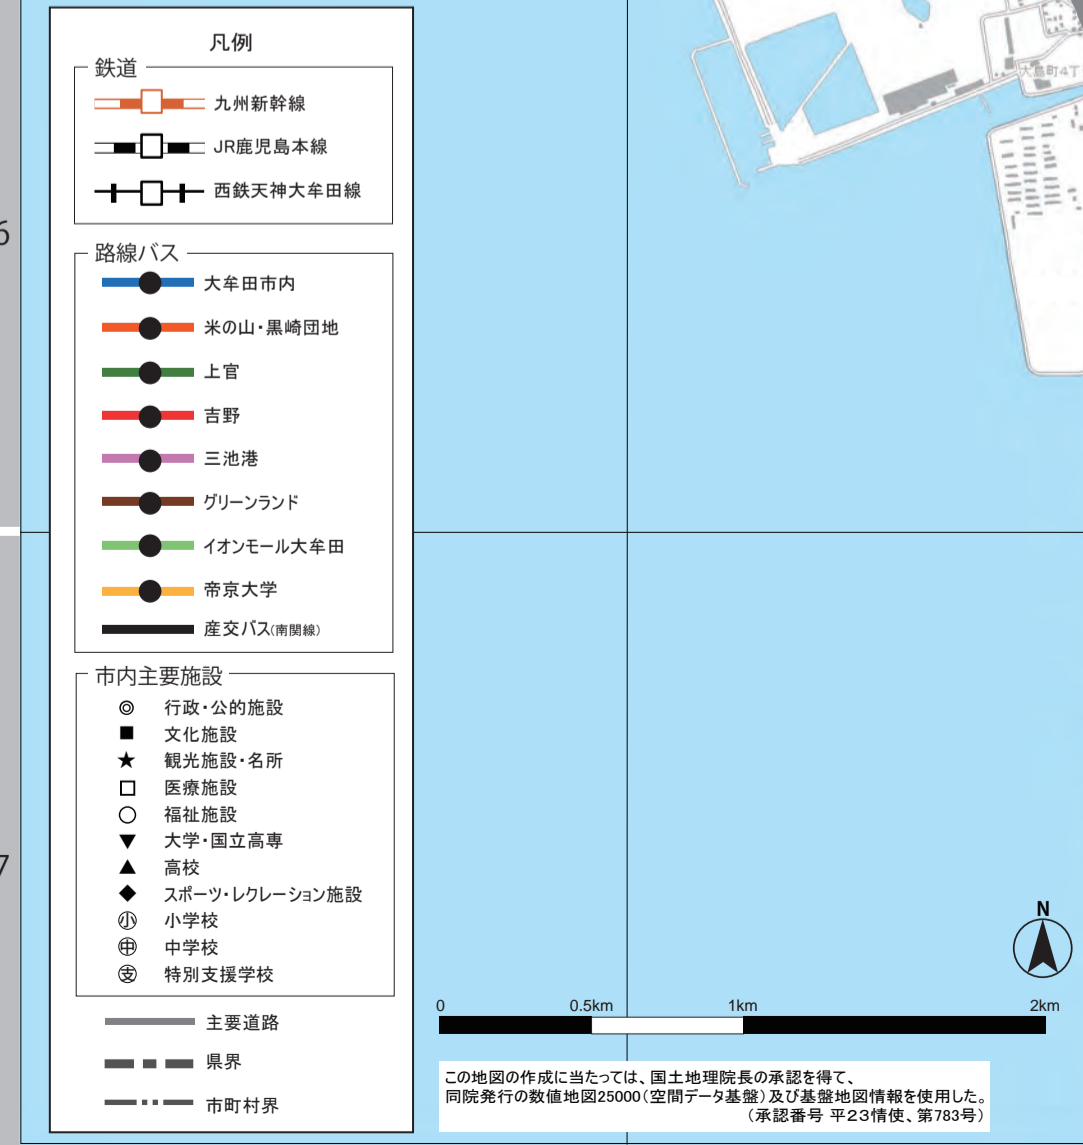 凡例
鉄道
九州新幹線
JR鹿児島本線
西鉄天神大牟田線
路線バス
大牟田市内
米の山・黒崎団地
上官
吉野
三池港
グリーンランド
イオンモール大牟田
帝京大学
産交バス(南関線)
市内主要施設
行政・公的施設
文化施設
観光施設・名所
医療施設
福祉施設
大学・国立高専
高校
スポーツ・レクレーション施設
小 小学校
中 中学校
支 特別支援学校
主要道路
県界
市町村界
6
7
大島町4丁
N
0 0.5km 1km 2km
この地図の作成に当たっては、国土地理院長の承認を得て、
同院発行の数値地図25000（空間データ基盤）及び基盤地図情報を使用した。
（承認番号 平23情使、第783号）